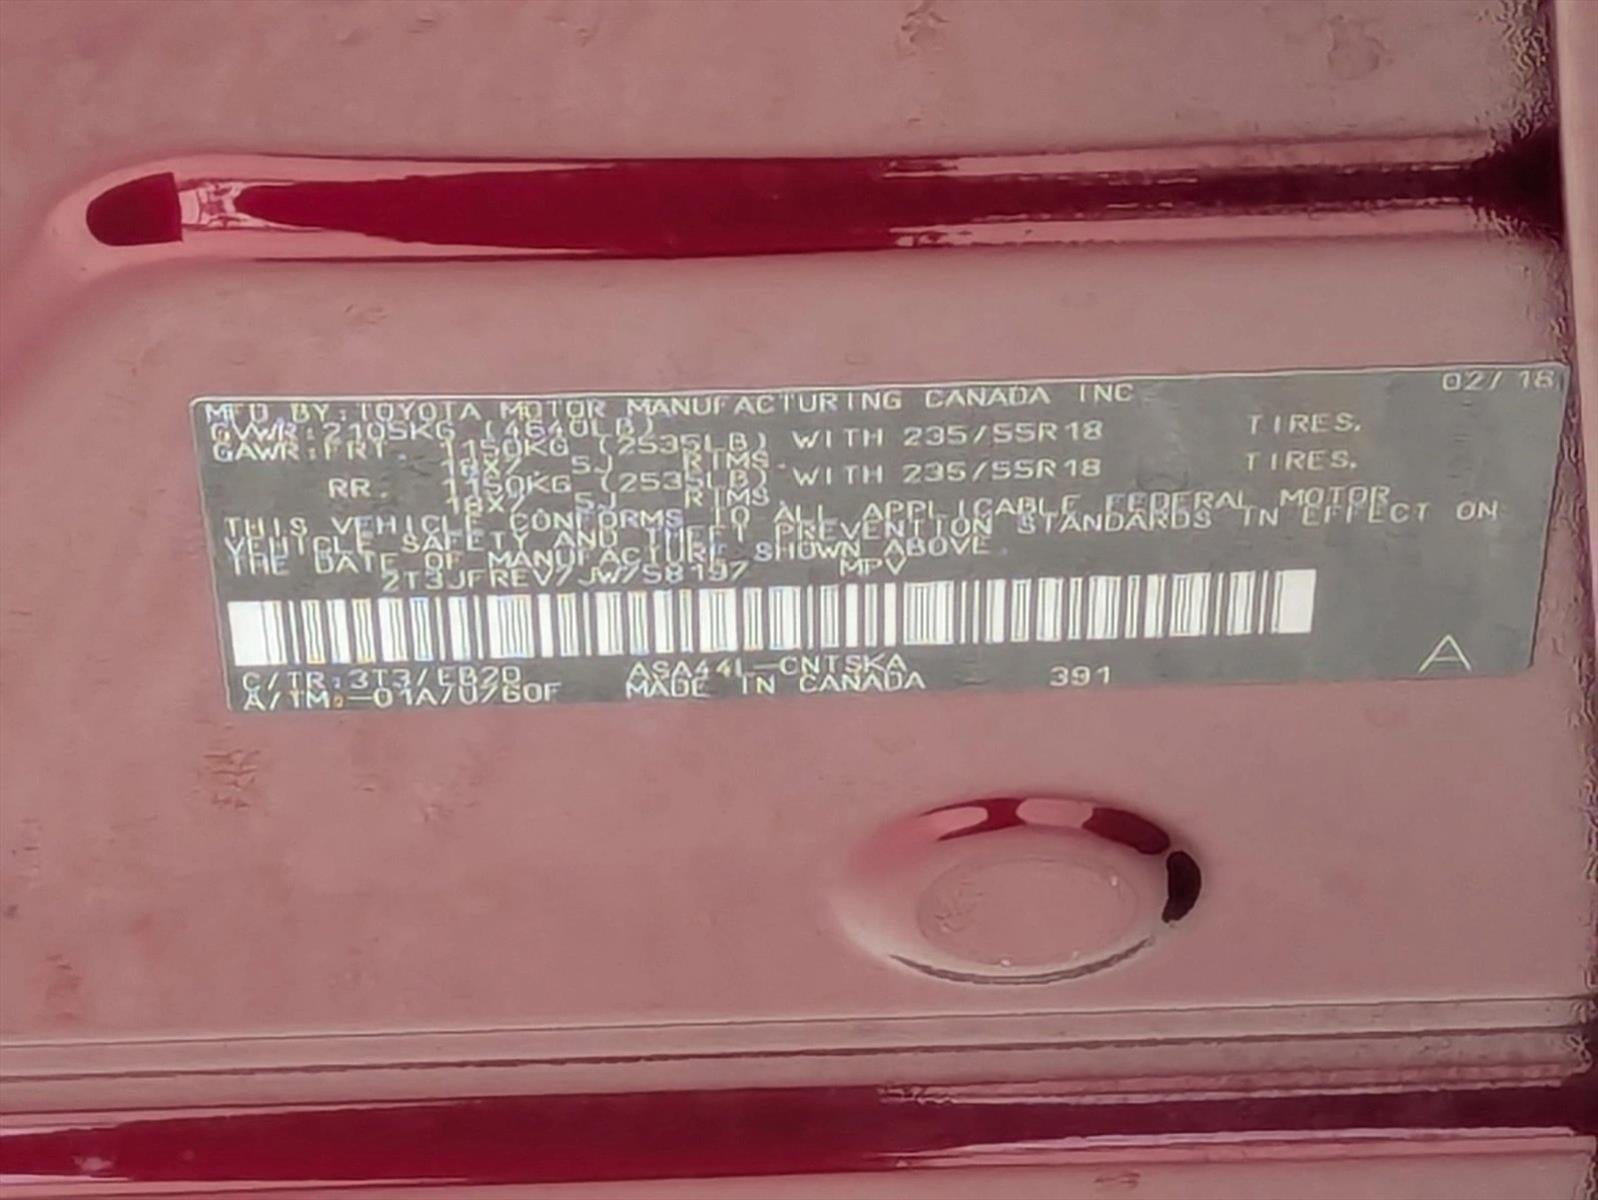 02/18
MFD BY:TOYOTA MOTOR MANUFACTURING CANADA INC
GVWR:2105KG (4640LB)
GAWR:FRT. 1150KG (2535LB) WITH 235/55R18 TIRES.
18X7.5J RIMS.
RR. 1150KG (2535LB) WITH 235/55R18 TIRES.
18X7.5J RIMS
THIS VEHICLE CONFORMS TO ALL APPLICABLE FEDERAL MOTOR
VEHICLE SAFETY AND THEFT PREVENTION STANDARDS IN EFFECT ON
THE DATE OF MANUFACTURE SHOWN ABOVE.
2T3JFREV7JW758197 MPV
C/TR:3T3/EB20 ASA44L-CNTSKA
A/TM:-01A/U760F MADE IN CANADA 391
A